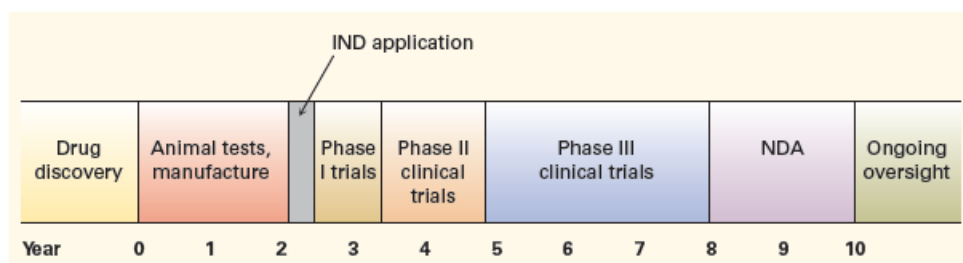 IND application
Drug
discovery
Animal tests,
manufacture
Phase
I trials
Phase II
clinical
trials
Phase III
clinical trials
NDA
Ongoing
oversight
Year 0 1 2 3 4 5 6 7 8 9 10